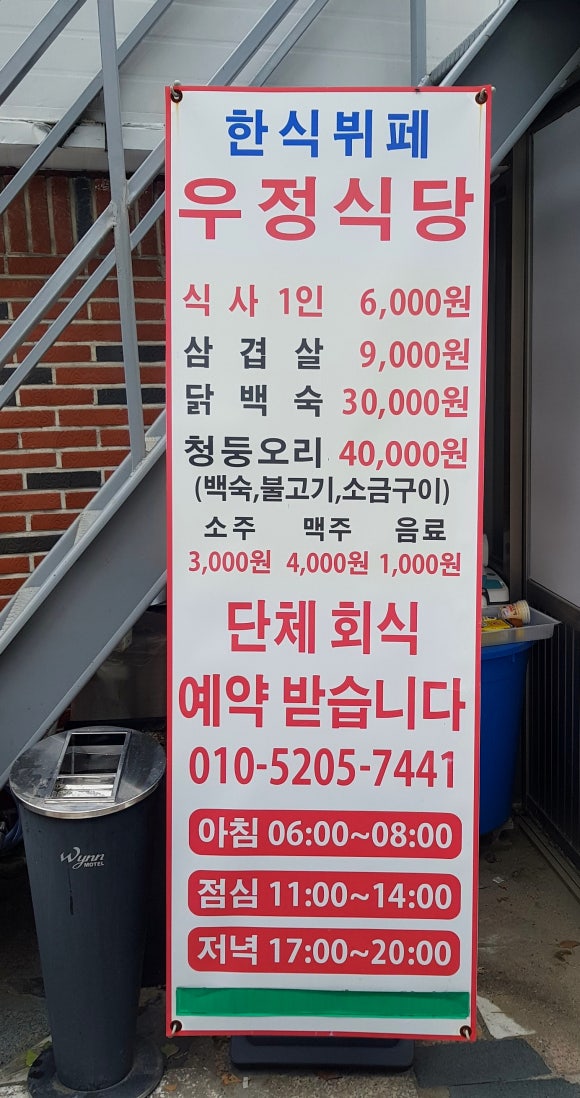 한식뷔페
우정식당
식사 1인 6,000원
삼겹살 9,000원
닭백숙 30,000원
청둥오리 40,000원
(백숙,불고기,소금구이)
소주 맥주 음료
3,000원 4,000원 1,000원
단체 회식
예약 받습니다
010-5205-7441
아침 06:00~08:00
점심 11:00~14:00
저녁 17:00~20:00
Wynn
MOTEL